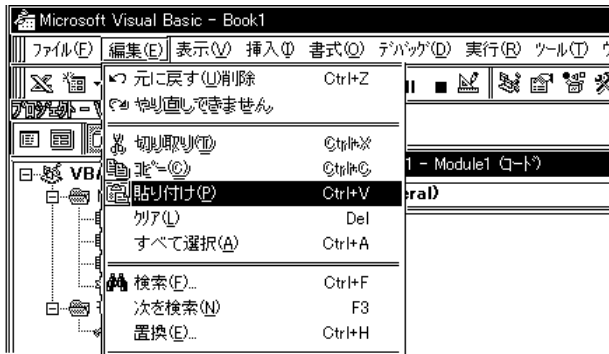 Microsoft Visual Basic - Book1
ファイル(F) 編集(E) 表示(V) 挿入(I) 書式(O) デバッグ(D) 実行(R) ツール(T)
元に戻す(U)削除 Ctrl+Z
やり直しできません
プロジェクト - V
切り取り(T) Ctrl+X
コピー(C) Ctrl+C
1 - Module1 (コード)
VBA
貼り付け(P) Ctrl+V
eral)
クリア(L) Del
すべて選択(A) Ctrl+A
検索(F)... Ctrl+F
次を検索(N) F3
置換(E)... Ctrl+H